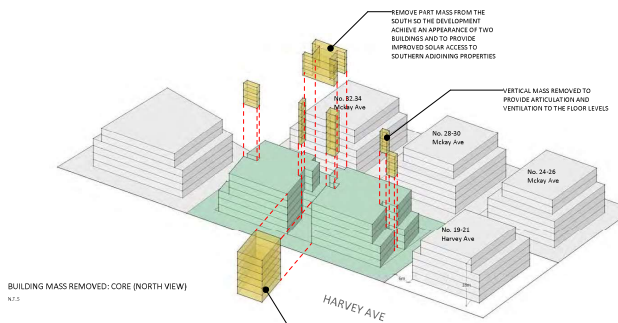 REMOVE PART MASS FROM THE
SOUTH SO THE DEVELOPMENT
ACHIEVE AN APPEARANCE OF TWO
BUILDINGS AND TO PROVIDE
IMPROVED SOLAR ACCESS TO
SOUTHERN ADJOINING PROPERTIES
VERTICAL MASS REMOVED TO
PROVIDE ARTICULATION AND
VENTILATION TO THE FLOOR LEVELS
No. 32.34
Mckay Ave
No. 28-30
Mckay Ave
No. 24-26
Mckay Ave
No. 19-21
Harvey Ave
HARVEY AVE
BUILDING MASS REMOVED: CORE (NORTH VIEW)
N.T.S